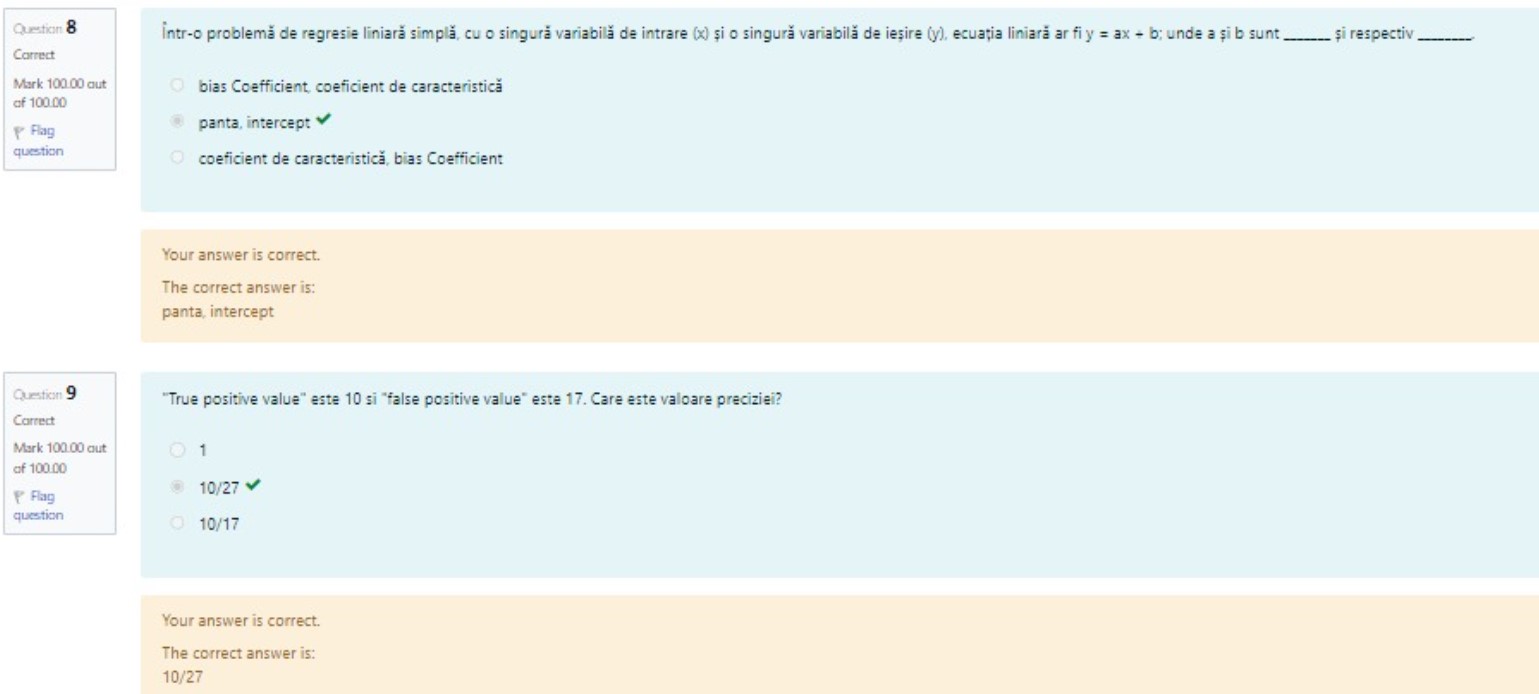 Question 8
Correct
Mark 100.00 out
of 100.00
Flag
question
Într-o problemă de regresie liniară simplă, cu o singură variabilă de intrare (x) și o singură variabilă de ieșire (y), ecuația liniară ar fi y = ax + b; unde a și b sunt _______ și respectiv ________.
bias Coefficient, coeficient de caracteristică
panta, intercept
coeficient de caracteristică, bias Coefficient
Your answer is correct.
The correct answer is:
panta, intercept
Question 9
Correct
Mark 100.00 out
of 100.00
Flag
question
"True positive value" este 10 si "false positive value" este 17. Care este valoare preciziei?
1
10/27
10/17
Your answer is correct.
The correct answer is:
10/27